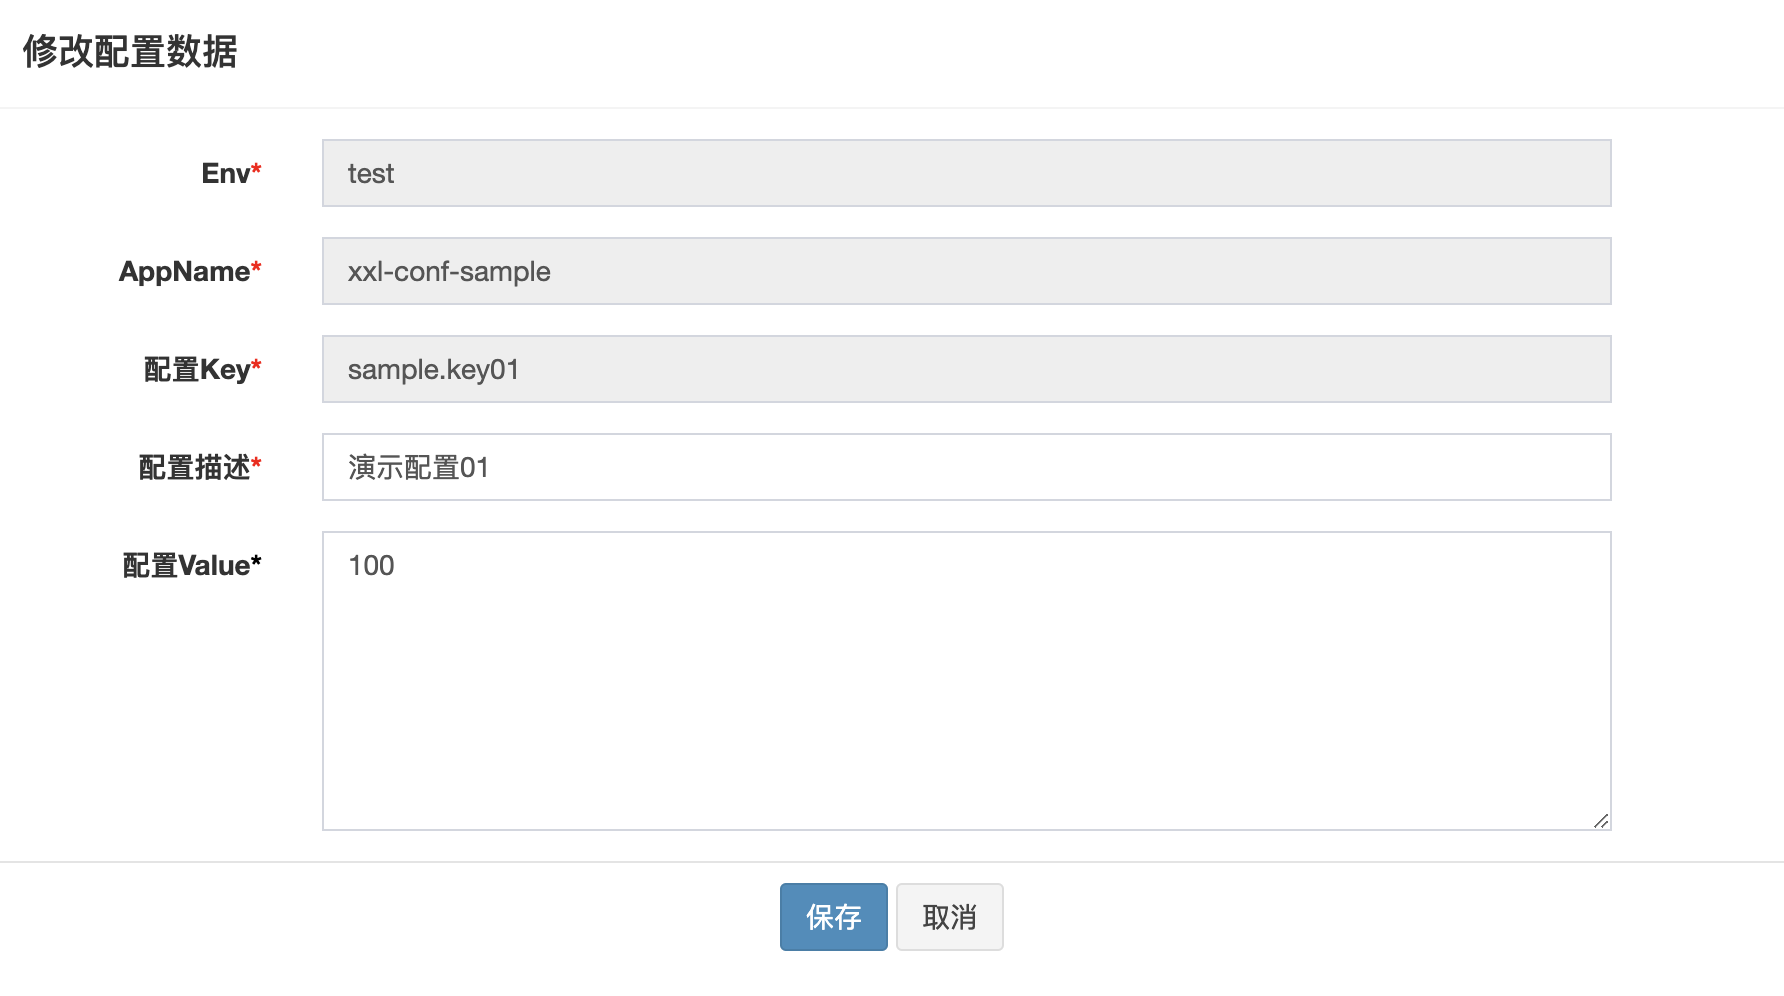 修改配置数据
Env* test
AppName* xxl-conf-sample
配置Key* sample.key01
配置描述* 演示配置01
配置Value* 100
保存 取消